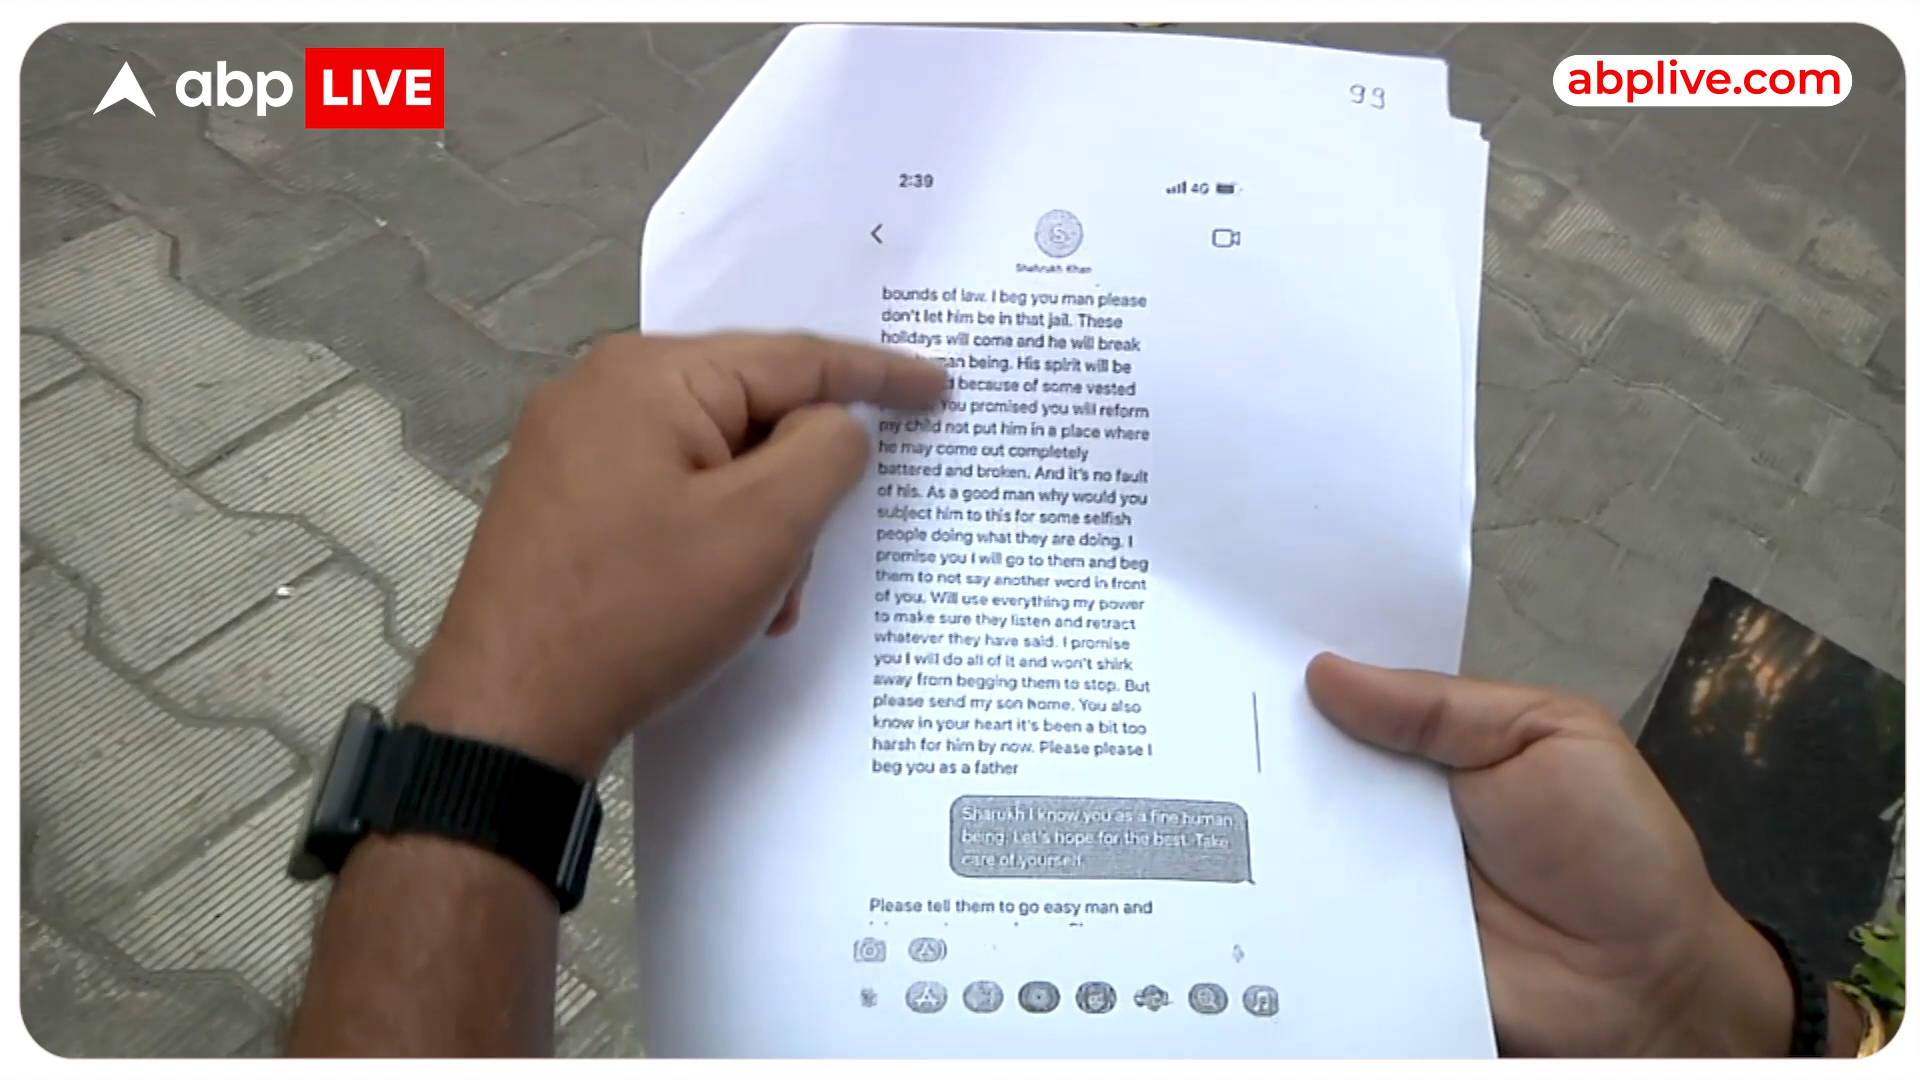 abp LIVE
abplive.com
99
2:39
4G
Shahrukh Khan
bounds of law. I beg you man please
don't let him be in that jail. These
holidays will come and he will break
being. His spirit will be
because of some vested
You promised you will reform
my child not put him in a place where
he may come out completely
battered and broken. And it's no fault
of his. As a good man why would you
subject him to this for some selfish
people doing what they are doing. I
promise you I will go to them and beg
them to not say another word in front
of you. Will use everything my power
to make sure they listen and retract
whatever they have said. I promise
you I will do all of it and won't shirk
away from begging them to stop. But
please send my son home. You also
know in your heart it's been a bit too
harsh for him by now. Please please I
beg you as a father
Sharukh I know you as a fine human
being. Let's hope for the best. Take
care of yourself.
Please tell them to go easy man and